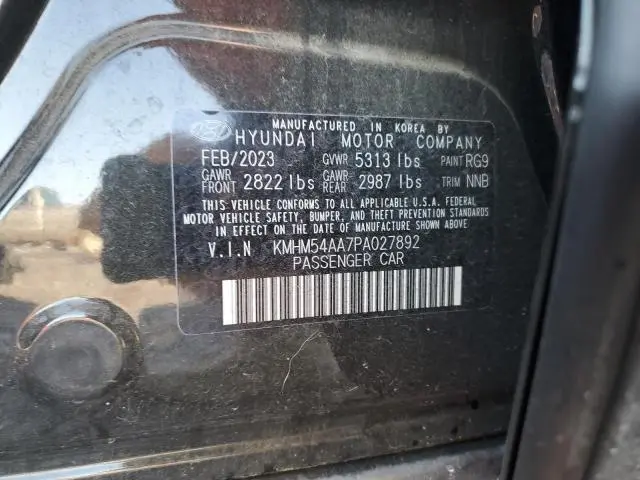 MANUFACTURED IN KOREA BY
HYUNDAI MOTOR COMPANY
FEB/2023 GVWR 5313 lbs PAINT RG9
GAWR FRONT 2822 lbs GAWR REAR 2987 lbs TRIM NNB
THIS VEHICLE CONFORMS TO ALL APPLICABLE U.S.A. FEDERAL
MOTOR VEHICLE SAFETY, BUMPER, AND THEFT PREVENTION
STANDARDS IN EFFECT ON THE DATE OF MANUFACTURE SHOWN ABOVE.
V.I.N KMHM54AA7PA027892
PASSENGER CAR